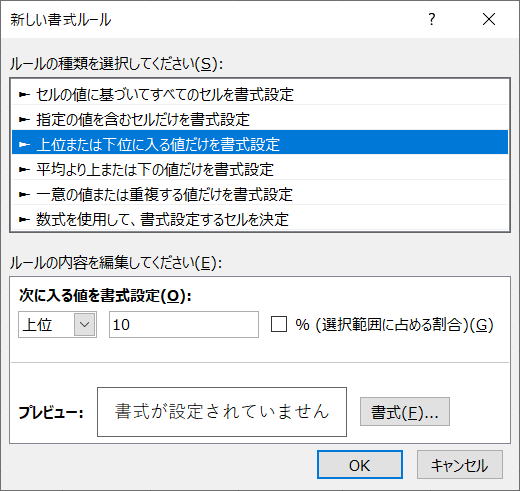 新しい書式ルール ?
ルールの種類を選択してください(S):
► セルの値に基づいてすべてのセルを書式設定
► 指定の値を含むセルだけを書式設定
► 上位または下位に入る値だけを書式設定
► 平均より上または下の値だけを書式設定
► 一意の値または重複する値だけを書式設定
► 数式を使用して、書式設定するセルを決定
ルールの内容を編集してください(E):
次に入る値を書式設定(O):
上位 10 % (選択範囲に占める割合)(G)
プレビュー: 書式が設定されていません 書式(F)...
OK キャンセル